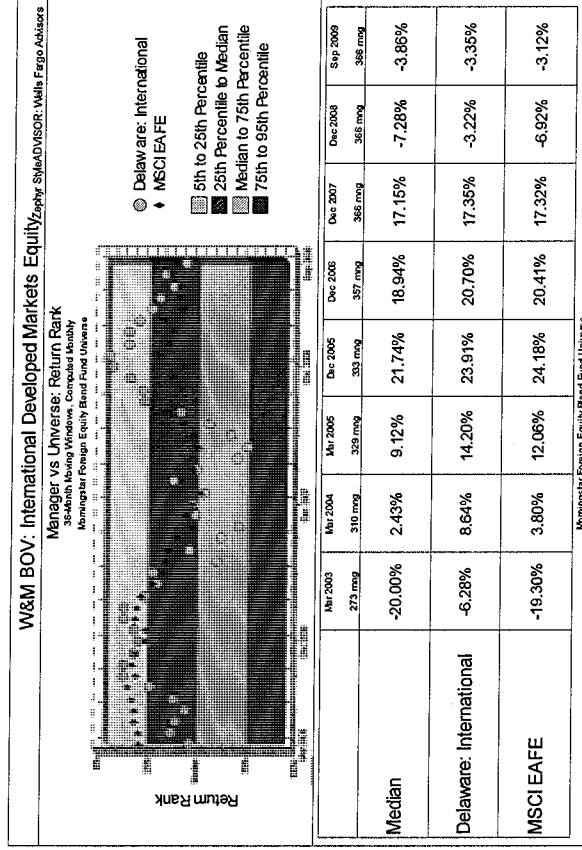 W&M BOV: International Developed Markets Equity
Zephyr StyleADVISOR: Wells Fargo Advisors
Manager vs Universe: Return Rank
36-Month Moving Windows, Computed Monthly
Morningstar Foreign Equity Blend Fund Universe
Return Rank
Delaware: International
MSCI EAFE
5th to 25th Percentile
25th Percentile to Median
Median to 75th Percentile
75th to 95th Percentile
Mar 2003 Mar 2004 Mar 2005 Dec 2005 Dec 2006 Dec 2007 Dec 2008 Sep 2009
273 mng 310 mng 329 mng 333 mng 357 mng 366 mng 366 mng 366 mng
Median -20.00% 2.43% 9.12% 21.74% 18.94% 17.15% -7.28% -3.86%
Delaware: International -6.28% 8.64% 14.20% 23.91% 20.70% 17.35% -3.22% -3.35%
MSCI EAFE -19.30% 3.80% 12.06% 24.18% 20.41% 17.32% -6.92% -3.12%
Morningstar Foreign Equity Blend Fund Universe